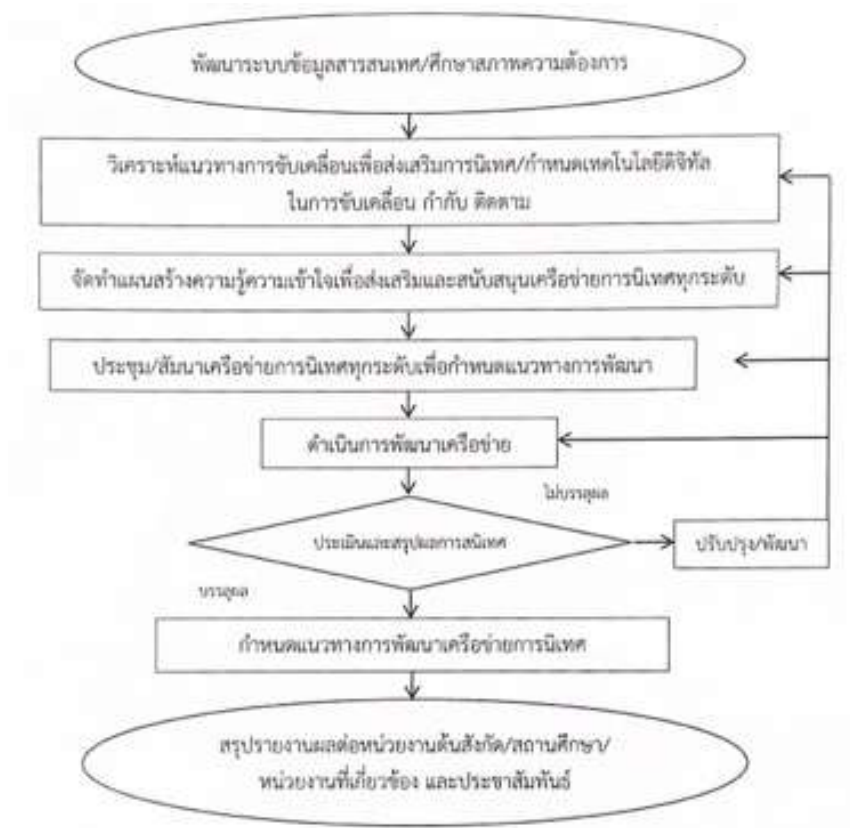 พัฒนาระบบข้อมูลสารสนเทศ/ศึกษาสภาพความต้องการ
วิเคราะห์แนวทางการขับเคลื่อนเพื่อส่งเสริมการนิเทศ/กำหนดเทคโนโลยีดิจิทัล
ในการขับเคลื่อน กำกับ ติดตาม
จัดทำแผนสร้างความรู้ความเข้าใจเพื่อส่งเสริมและสนับสนุนเครือข่ายการนิเทศทุกระดับ
ประชุม/สัมนาเครือข่ายการนิเทศทุกระดับเพื่อกำหนดแนวทางการพัฒนา
ดำเนินการพัฒนาเครือข่าย
ไม่บรรลุผล
ประเมินและสรุปผลการสนิเทศ
ปรับปรุง/พัฒนา
บรรลุผล
กำหนดแนวทางการพัฒนาเครือข่ายการนิเทศ
สรุปรายงานผลต่อหน่วยงานต้นสังกัด/สถานศึกษา/
หน่วยงานที่เกี่ยวข้อง และประชาสัมพันธ์